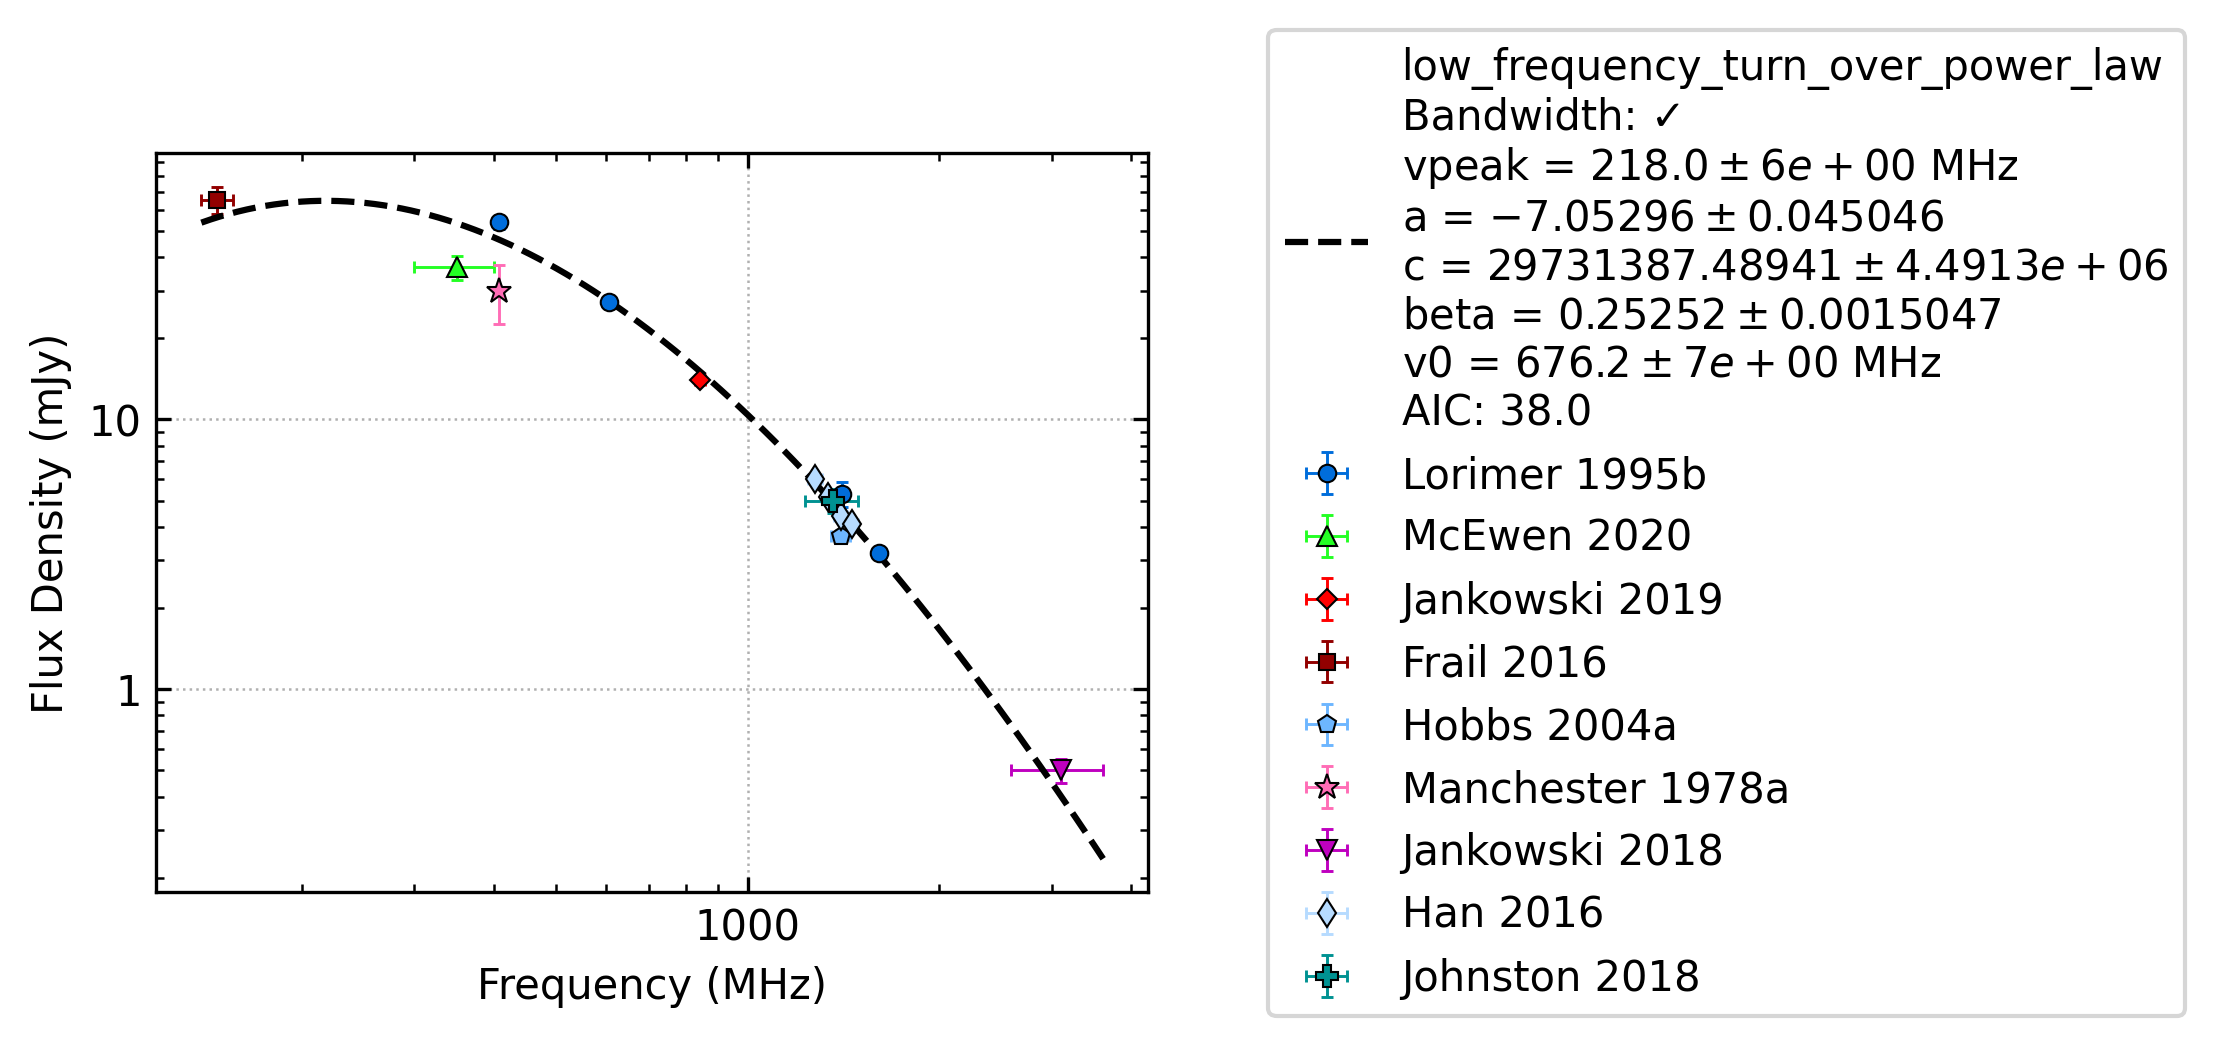 Flux Density (mJy)
10
1
1000
Frequency (MHz)
low_frequency_turn_over_power_law
Bandwidth: ✓
vpeak = 218.0 ± 6e + 00 MHz
a = −7.05296 ± 0.045046
c = 29731387.48941 ± 4.4913e + 06
beta = 0.25252 ± 0.0015047
v0 = 676.2 ± 7e + 00 MHz
AIC: 38.0
Lorimer 1995b
McEwen 2020
Jankowski 2019
Frail 2016
Hobbs 2004a
Manchester 1978a
Jankowski 2018
Han 2016
Johnston 2018